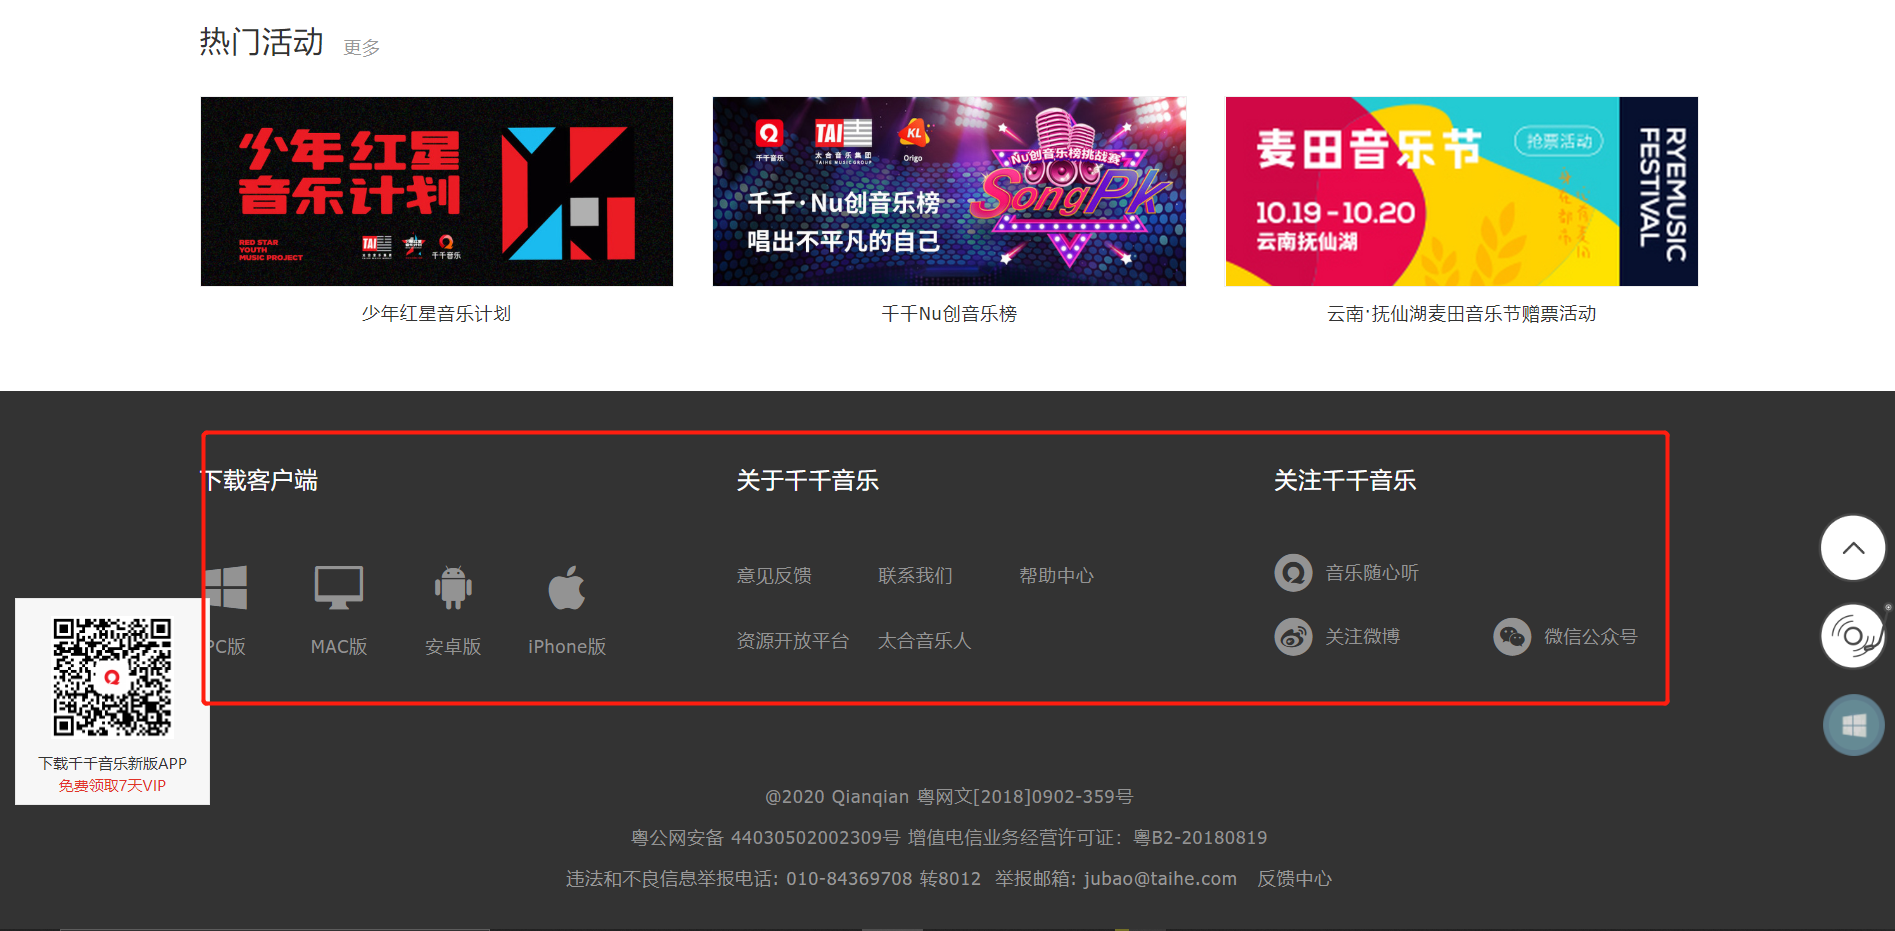 热门活动 更多
少年红星
音乐计划
RED STAR
YOUTH
MUSIC PROJECT
TAI
千千音乐
少年红星音乐计划
千千音乐
TAI
太合音乐集团
TAIHE MUSIC GROUP
KL
Origo
千千·Nu创音乐榜
唱出不平凡的自己
Nu创音乐榜挑战赛
SongPk
千千Nu创音乐榜
麦田音乐节
抢票活动
10.19-10.20
云南抚仙湖
RYEMUSIC
FESTIVAL
云南·抚仙湖麦田音乐节赠票活动
下载客户端
PC版
MAC版
安卓版
iPhone版
关于千千音乐
意见反馈 联系我们 帮助中心
资源开放平台 太合音乐人
关注千千音乐
音乐随心听
关注微博
微信公众号
下载千千音乐新版APP
免费领取7天VIP
@2020 Qianqian 粤网文[2018]0902-359号
粤公网安备 44030502002309号 增值电信业务经营许可证：粤B2-20180819
违法和不良信息举报电话: 010-84369708 转8012 举报邮箱: jubao@taihe.com 反馈中心